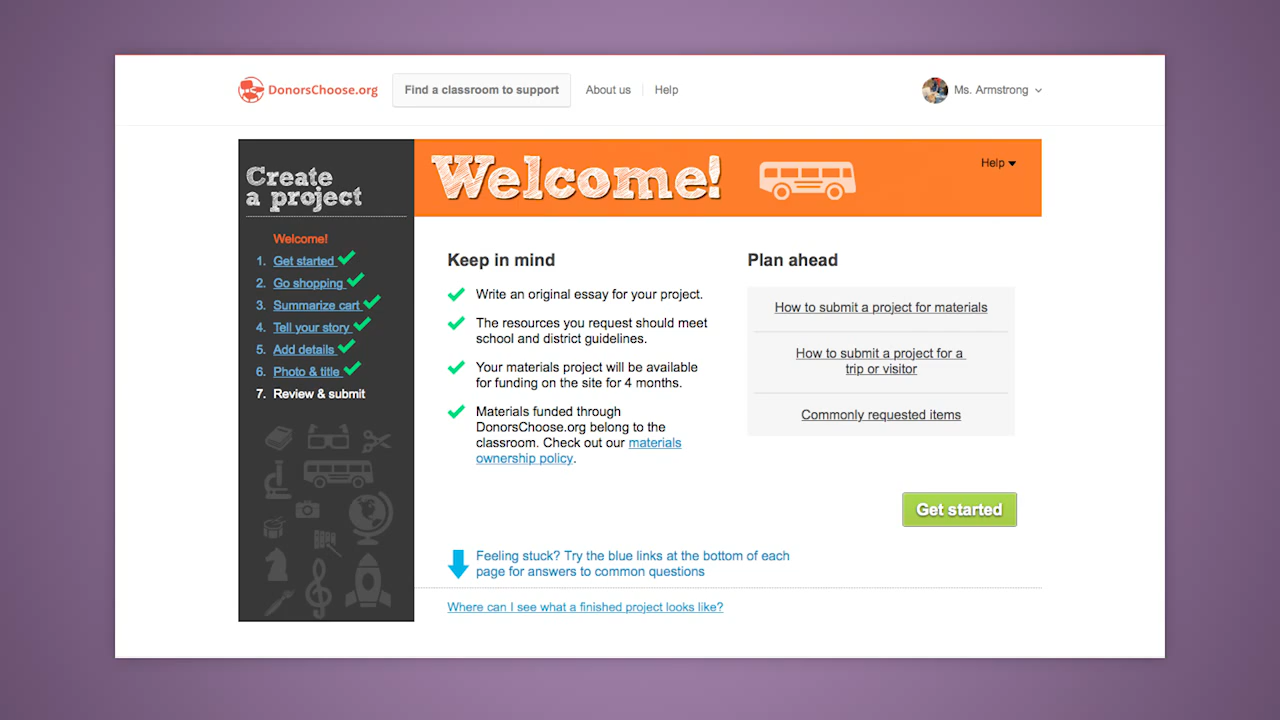 DonorsChoose.org
Find a classroom to support
About us
Help
Ms. Armstrong
Create
a project
Welcome!
1. Get started
2. Go shopping
3. Summarize cart
4. Tell your story
5. Add details
6. Photo & title
7. Review & submit
Welcome!
Help
Keep in mind
Write an original essay for your project.
The resources you request should meet
school and district guidelines.
Your materials project will be available
for funding on the site for 4 months.
Materials funded through
DonorsChoose.org belong to the
classroom. Check out our materials
ownership policy.
Plan ahead
How to submit a project for materials
How to submit a project for a
trip or visitor
Commonly requested items
Get started
Feeling stuck? Try the blue links at the bottom of each
page for answers to common questions
Where can I see what a finished project looks like?